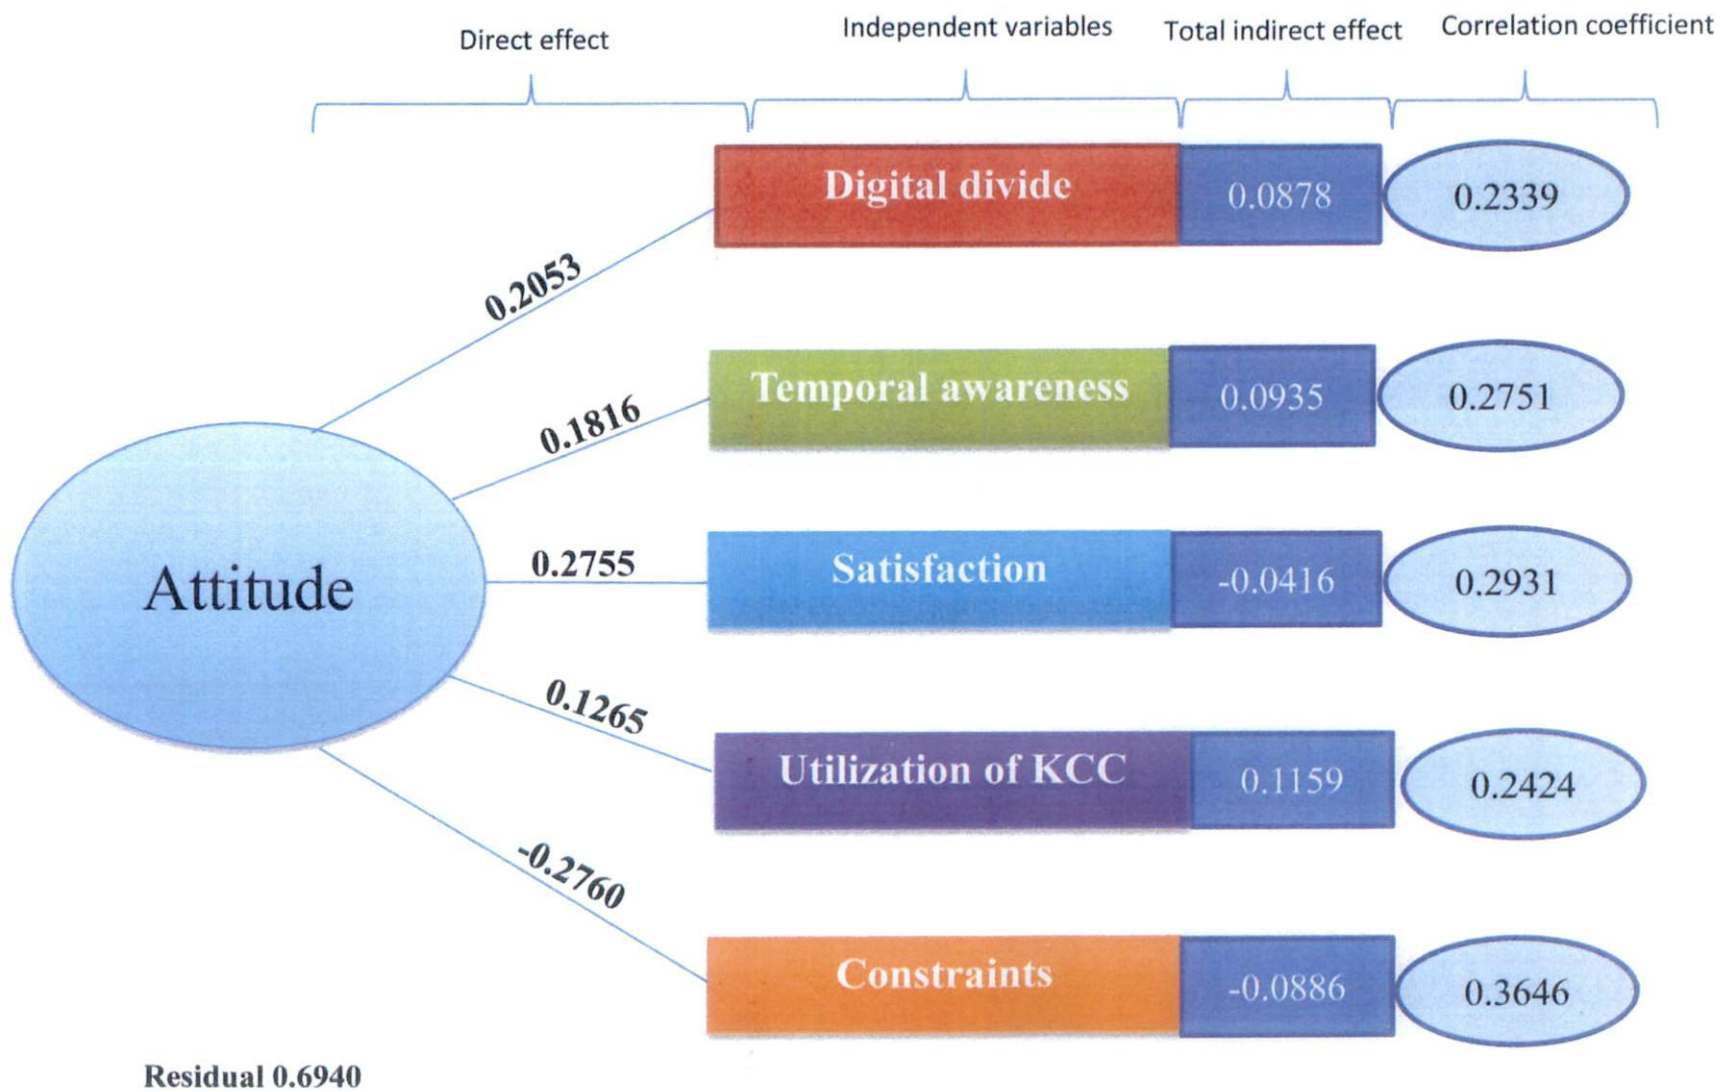 Direct effect
Independent variables
Total indirect effect
Correlation coefficient
Digital divide
0.0878
0.2339
0.2053
Temporal awareness
0.0935
0.2751
0.1816
Attitude
0.2755
Satisfaction
-0.0416
0.2931
0.1265
Utilization of KCC
0.1159
0.2424
-0.2760
Constraints
-0.0886
0.3646
Residual 0.6940